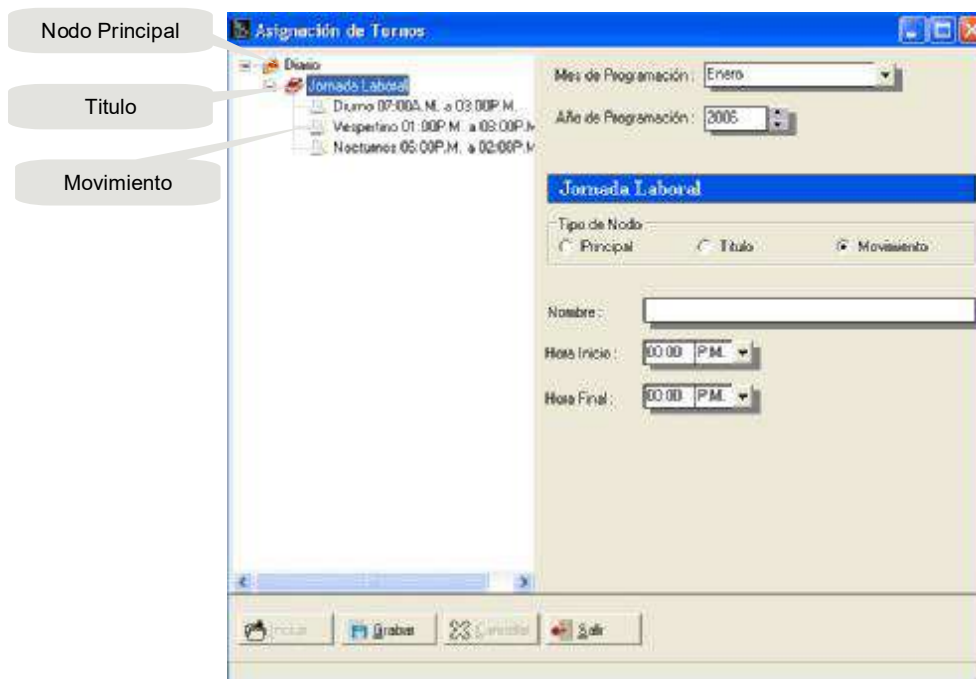 Nodo Principal
Titulo
Movimiento
Asignación de Turnos
Diario
Jornada Laboral
Diurno 07:00A.M. a 03:00P.M.
Vespertino 01:00P.M. a 09:00P.M
Nocturnos 06:00P.M. a 02:00P.M
Mes de Programación : Enero
Año de Programación : 2006
Jornada Laboral
Tipo de Nodo
Principal Titulo Movimiento
Nombre :
Hora Inicio : 00:00 P.M.
Hora Final : 00:00 P.M.
Grabar Salir